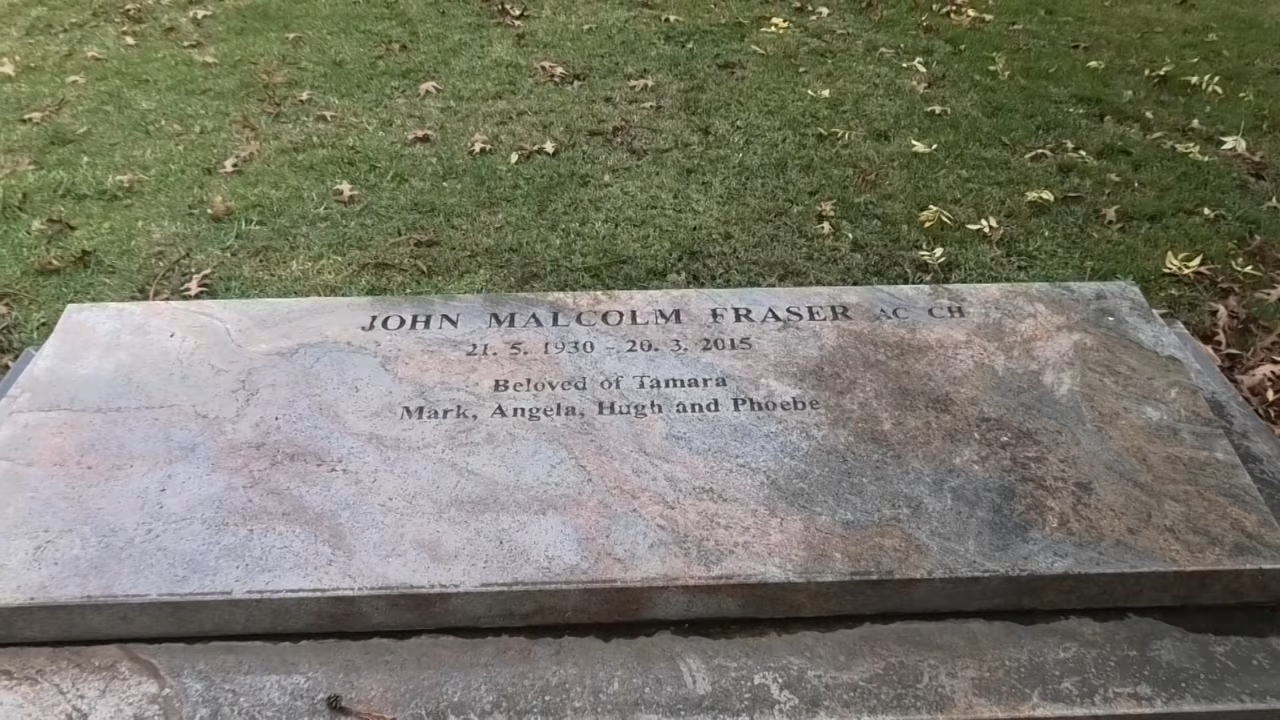 JOHN MALCOLM FRASER AC CH
21. 5. 1930 - 20. 3. 2015
Beloved of Tamara
Mark, Angela, Hugh and Phoebe